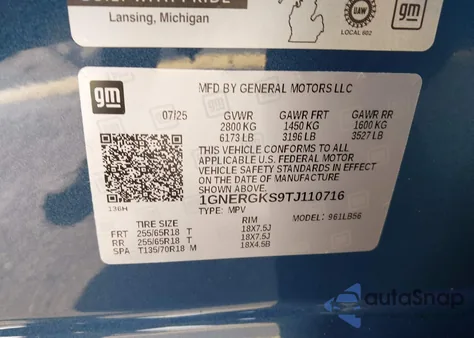 Lansing, Michigan
UAW
LOCAL 602
gm
gm
MFD BY GENERAL MOTORS LLC
07/25 GVWR GAWR FRT GAWR RR
2800 KG 1450 KG 1600 KG
6173 LB 3196 LB 3527 LB
THIS VEHICLE CONFORMS TO ALL
APPLICABLE U.S. FEDERAL MOTOR
VEHICLE SAFETY STANDARDS IN EFFECT
ON THE DATE OF MANUFACTURE
SHOWN ABOVE.
1GNERGKS9TJ110716
TYPE: MPV MODEL: 961LB56
136H
TIRE SIZE RIM
FRT 255/65R18 T 18X7.5J
RR 255/65R18 T 18X7.5J
SPA T135/70R18 M 18X4.5B
autoSnap